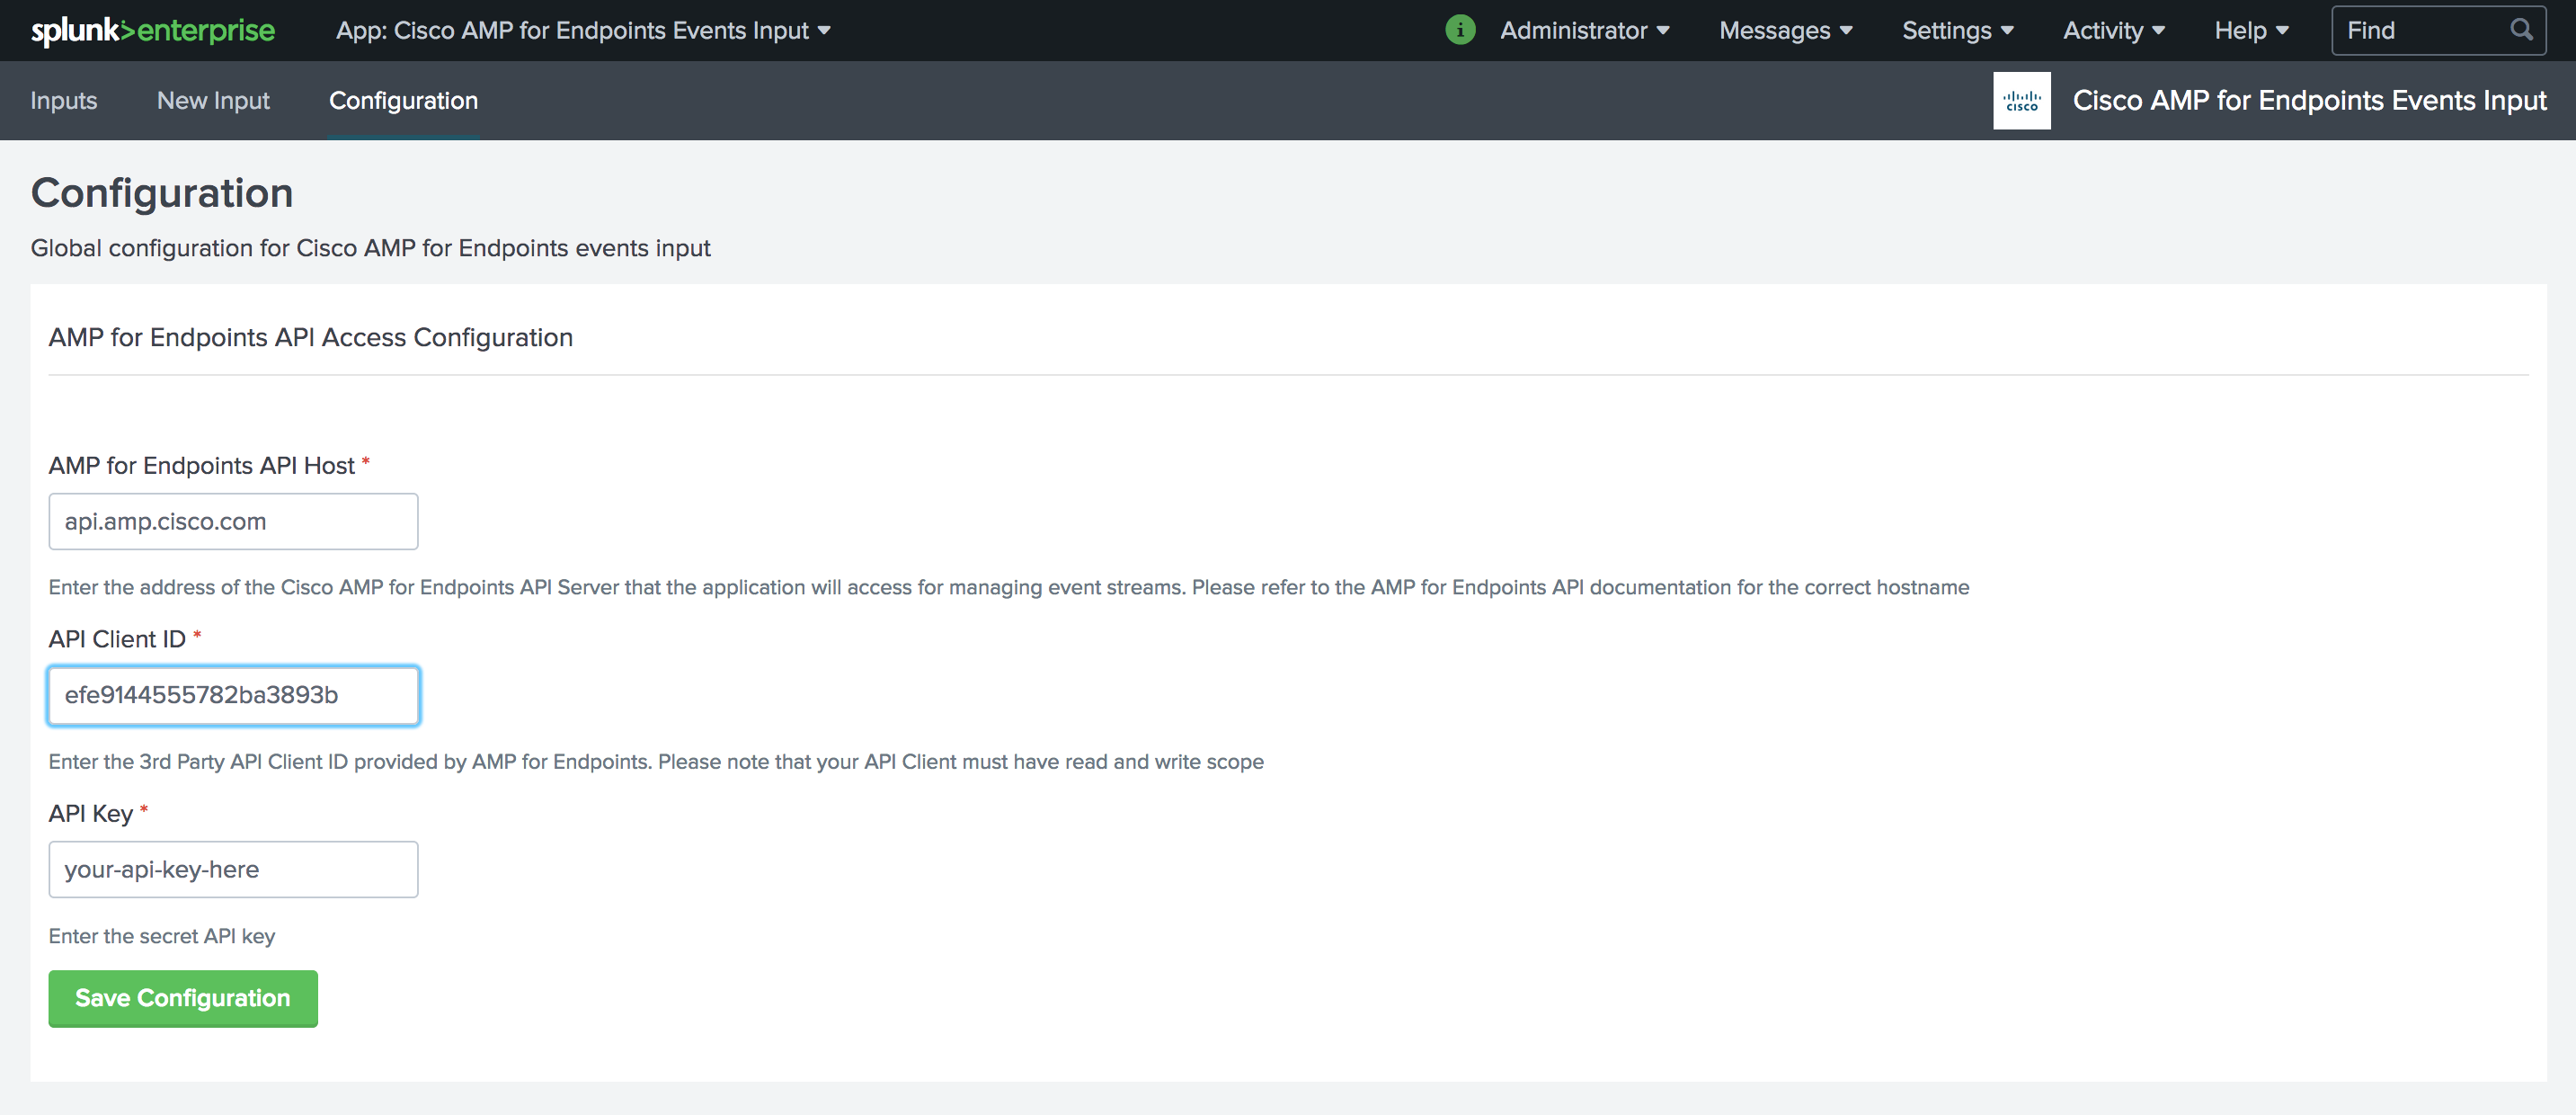 splunk>enterprise App: Cisco AMP for Endpoints Events Input i Administrator Messages Settings Activity Help Find
Inputs New Input Configuration CISCO Cisco AMP for Endpoints Events Input
Configuration
Global configuration for Cisco AMP for Endpoints events input
AMP for Endpoints API Access Configuration
AMP for Endpoints API Host *
api.amp.cisco.com
Enter the address of the Cisco AMP for Endpoints API Server that the application will access for managing event streams. Please refer to the AMP for Endpoints API documentation for the correct hostname
API Client ID *
efe9144555782ba3893b
Enter the 3rd Party API Client ID provided by AMP for Endpoints. Please note that your API Client must have read and write scope
API Key *
your-api-key-here
Enter the secret API key
Save Configuration